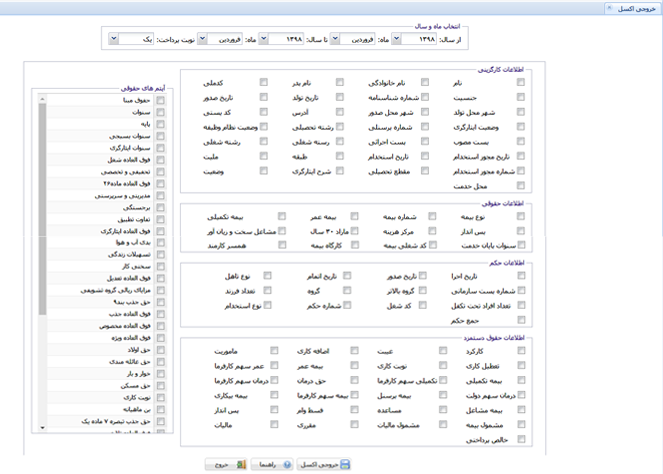 خروجی اکسل
انتخاب ماه و سال
از سال: ۱۳۹۸ ماه: فروردین تا سال: ۱۳۹۸ ماه: فروردین نوبت پرداخت: یک
اطلاعات کارگزینی
نام نام خانوادگی نام پدر کدملی
جنسیت شماره شناسنامه تاریخ تولد تاریخ صدور
شهر محل تولد شهر محل صدور آدرس کد پستی
وضعیت ایثارگری شماره پرسنلی رشته تحصیلی وضعیت نظام وظیفه
پست مصوب پست اجرائی رسته شغلی رشته شغلی
تاریخ مجوز استخدام تاریخ استخدام طبقه ملیت
شماره مجوز استخدام مقطع تحصیلی شرح ایثارگری وضعیت
محل خدمت
اطلاعات حقوقی
نوع بیمه شماره بیمه بیمه عمر بیمه تکمیلی
پس انداز مرکز هزینه مازاد ۳۰ سال مشاغل سخت و زیان آور
سنوات پایان خدمت کد شغلی بیمه کارگاه بیمه همسر کارمند
اطلاعات حکم
تاریخ اجرا تاریخ صدور تاریخ اتمام نوع تاهل
شماره پست سازمانی گروه بالاتر گروه تعداد فرزند
تعداد افراد تحت تکفل کد شغل شماره حکم نوع استخدام
جمع حکم
اطلاعات حقوق دستمزد
کارکرد غیبت اضافه کاری ماموریت
تعطیل کاری نوبت کاری بیمه عمر عمر سهم کارفرما
بیمه تکمیلی تکمیلی سهم کارفرما حق درمان درمان سهم کارفرما
درمان سهم دولت بیمه پرسنل بیمه سهم کارفرما بیمه بیکاری
بیمه مشاغل مساعده قسط وام پس انداز
مشمول بیمه مشمول مالیات مقرری مالیات
خالص پرداختی
آیتم های حقوقی
حقوق مبنا
سنوات
پایه
سنوات بسیجی
سنوات ایثارگری
فوق العاده شغل
تخفیفی و تخصصی
فوق العاده ماده۲۶
مدیریتی و سرپرستی
برجستگی
تفاوت تطبیق
فوق العاده ایثارگری
بدی آب و هوا
تسهیلات زندگی
سختی کار
فوق العاده تعدیل
مزایای ریالی گروه تشویقی
حق جذب بند۹
فوق العاده جذب
فوق العاده مخصوص
فوق العاده ویژه
حق اولاد
حق عائله مندی
خوار و بار
حق مسکن
نوبت کاری
بن ماهیانه
حق جذب تبصره ۷ ماده یک
خروجی اکسل راهنما خروج